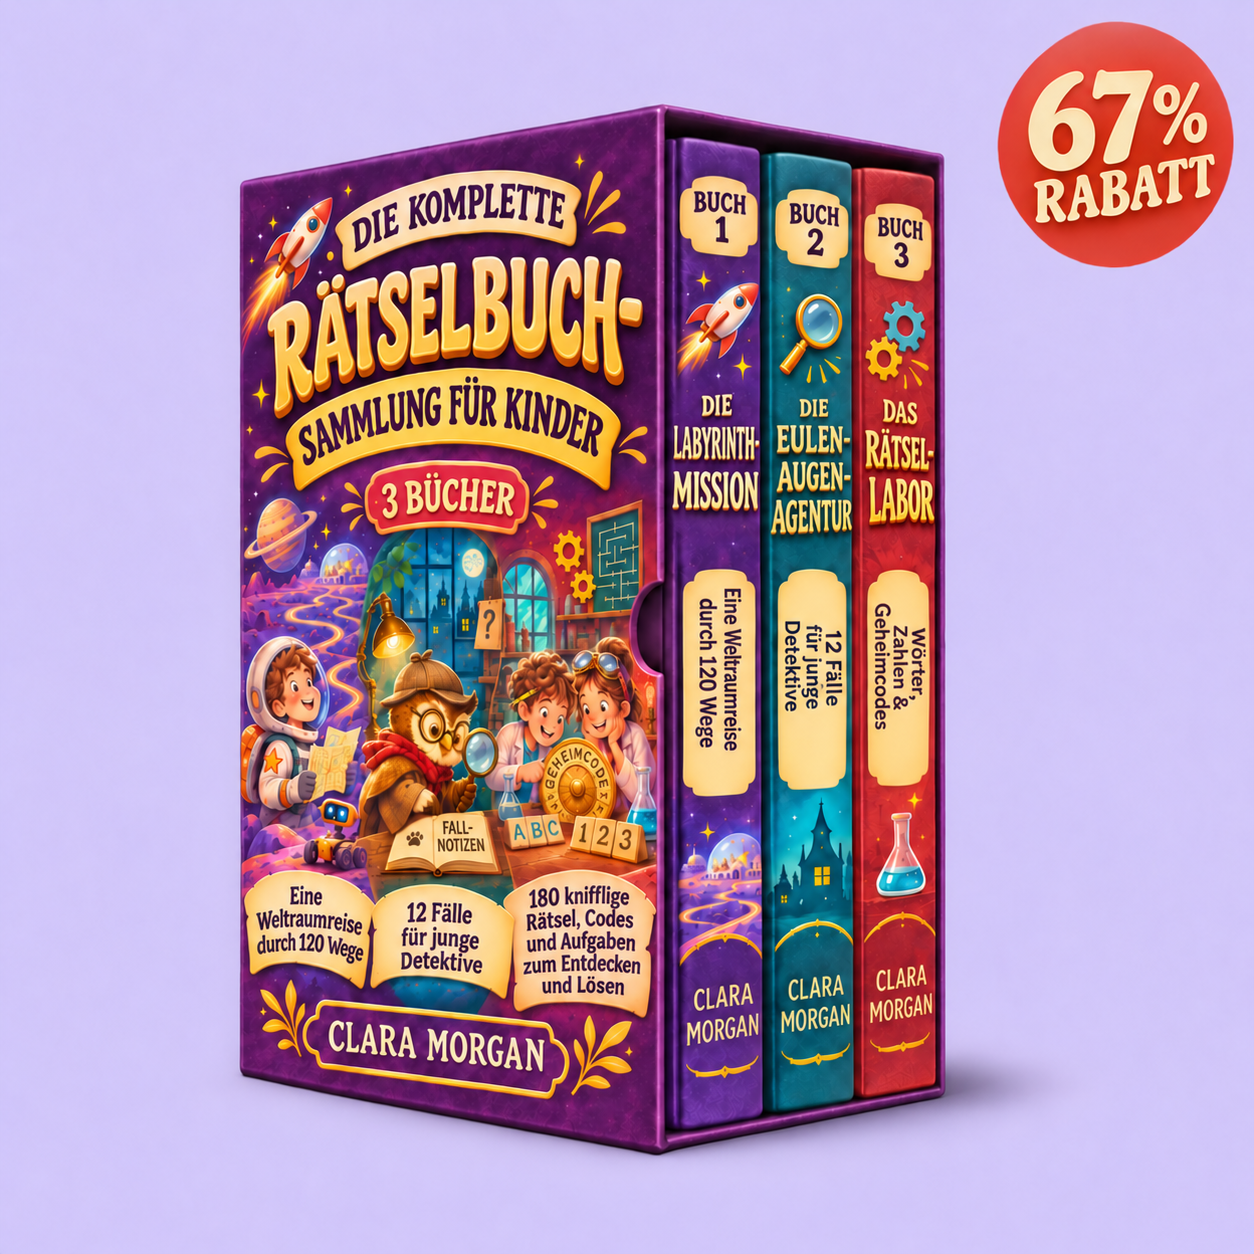 67%
RABATT
DIE KOMPLETTE
RÄTSELBUCH-
SAMMLUNG FÜR KINDER
3 BÜCHER
?
GEHEIMCODE
FALL-
NOTIZEN
ABC
123
Eine
Weltraumreise
durch 120 Wege
12 Fälle
für junge
Detektive
180 knifflige
Rätsel, Codes
und Aufgaben
zum Entdecken
und Lösen
CLARA MORGAN
BUCH
1
DIE
LABYRINTH-
MISSION
Eine Weltraumreise
durch 120 Wege
CLARA
MORGAN
BUCH
2
DIE
EULEN-
AUGEN-
AGENTUR
12 Fälle
für junge
Detektive
CLARA
MORGAN
BUCH
3
DAS
RÄTSEL-
LABOR
Wörter,
Zahlen &
Geheimcodes
CLARA
MORGAN